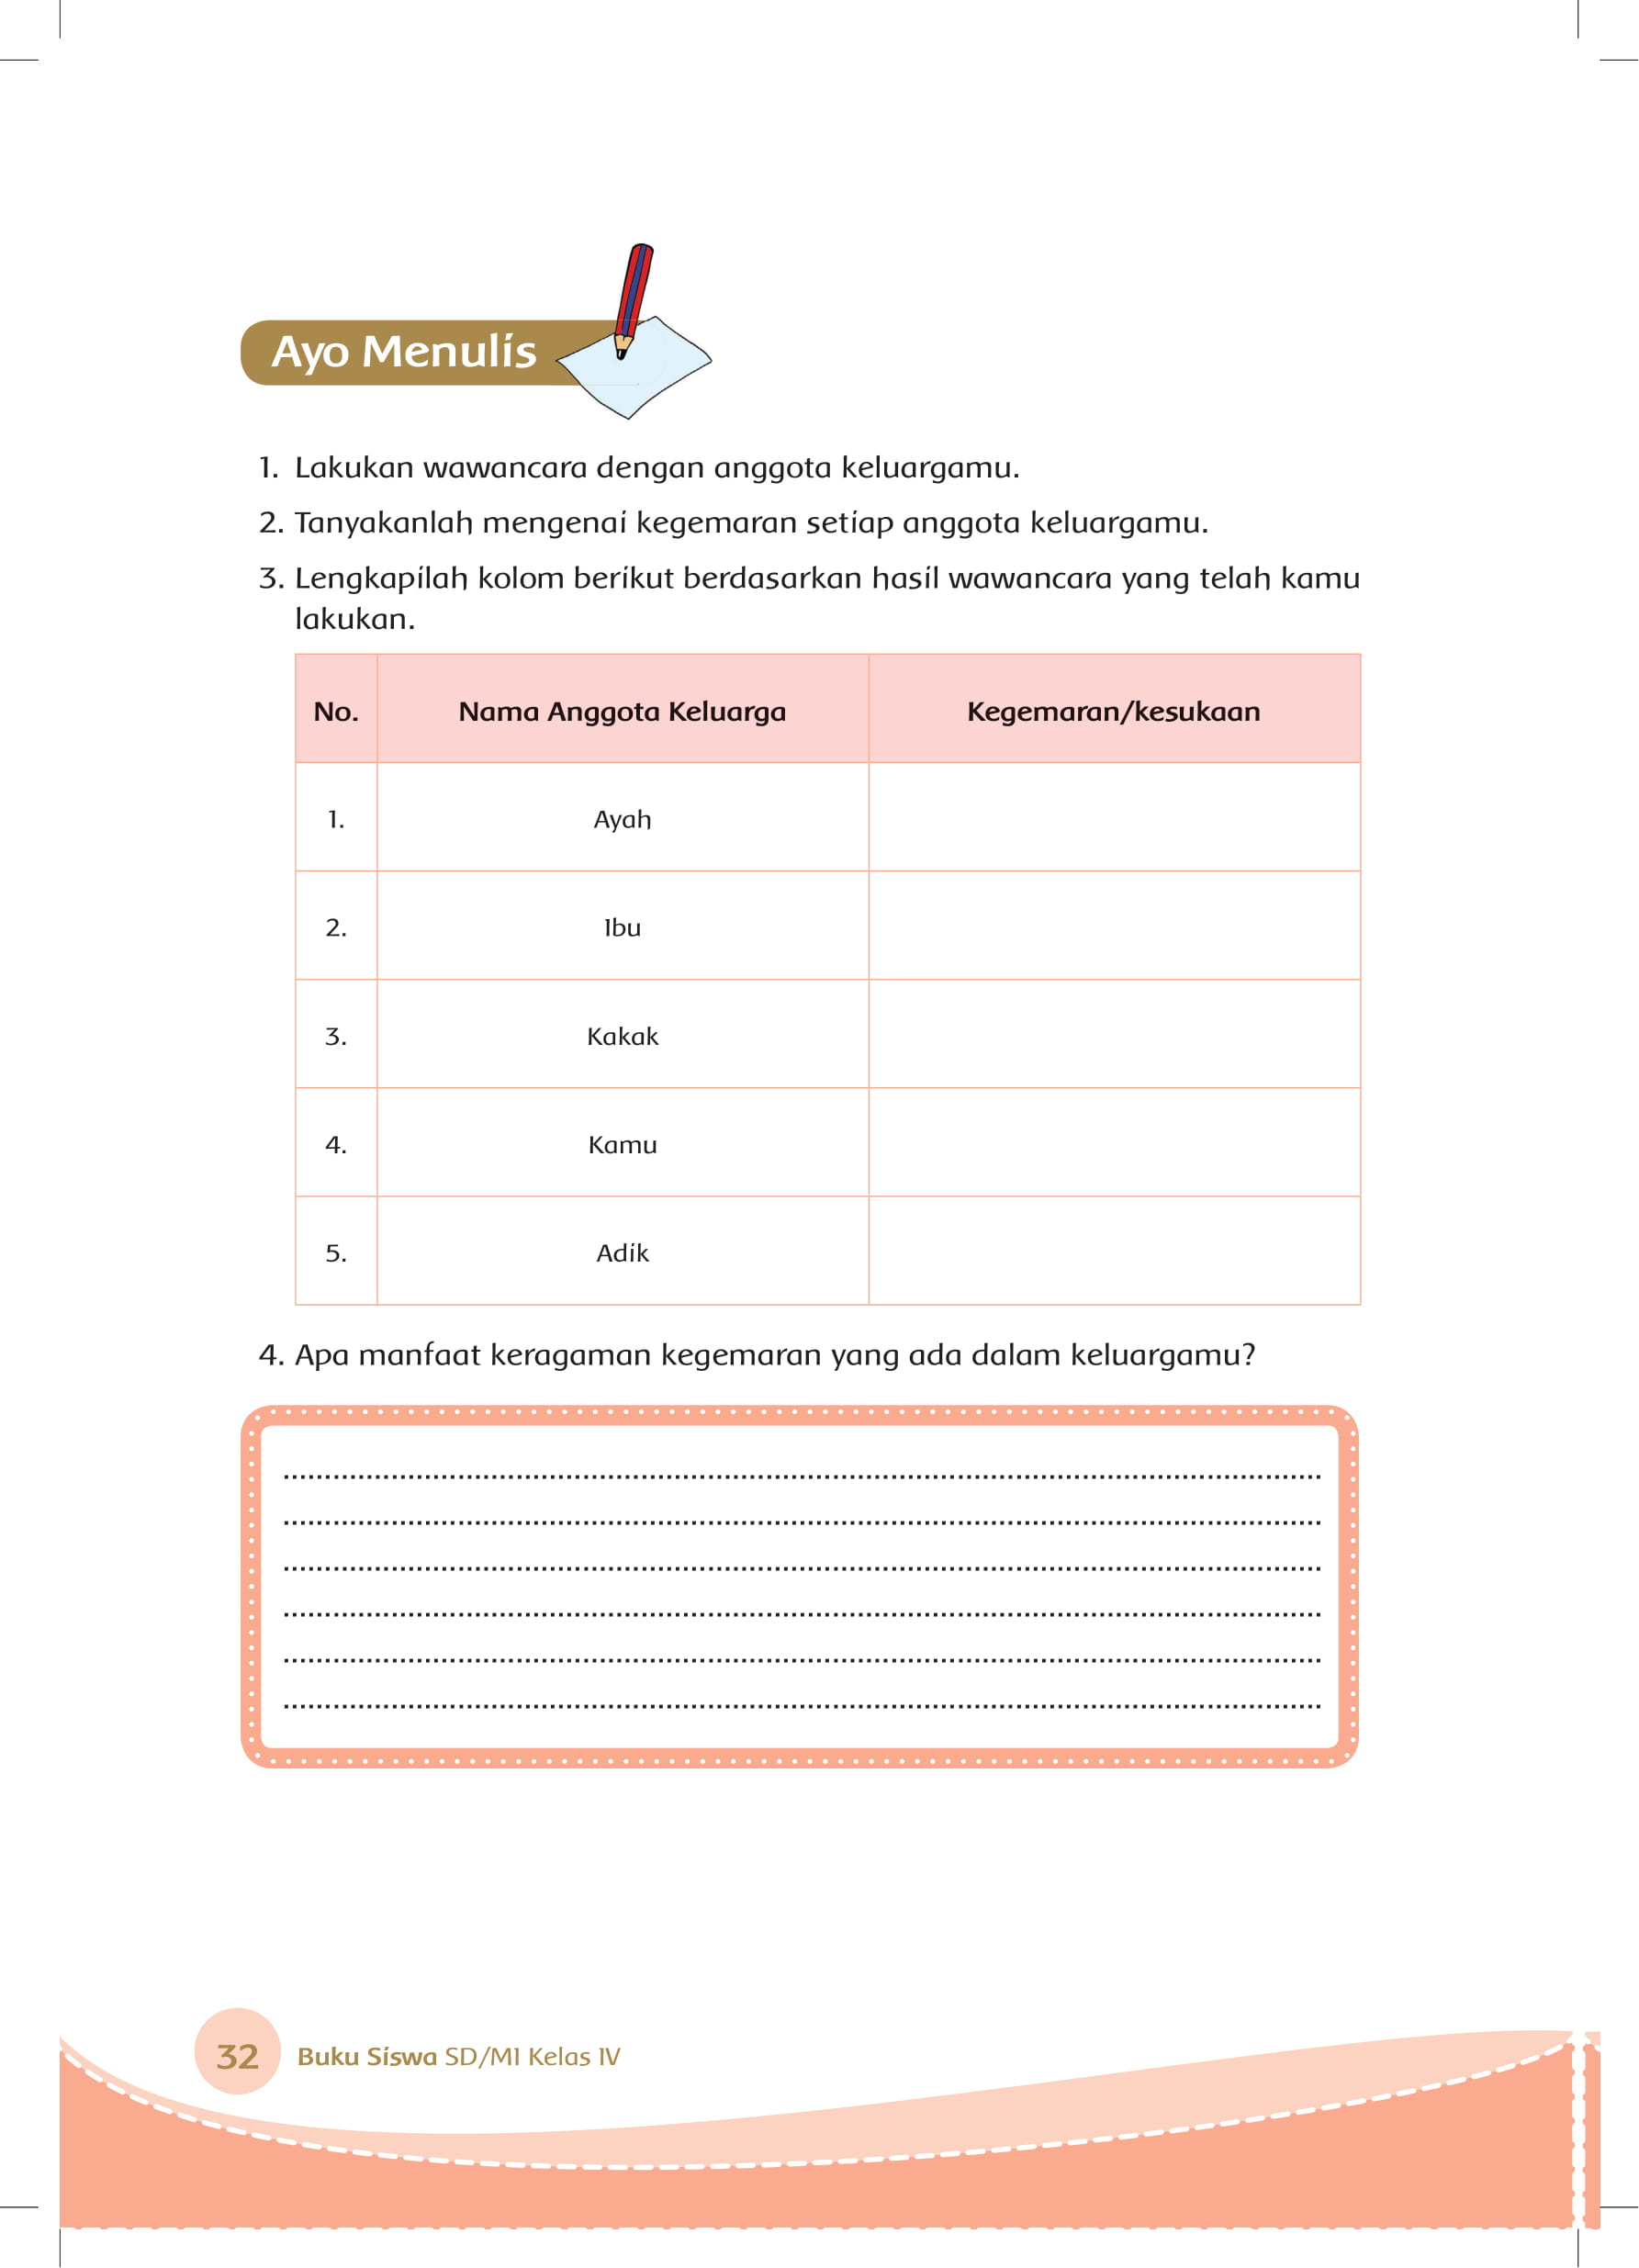 Ayo Menulis
1. Lakukan wawancara dengan anggota keluargamu.
2. Tanyakanlah mengenai kegemaran setiap anggota keluargamu.
3. Lengkapilah kolom berikut berdasarkan hasil wawancara yang telah kamu
lakukan.
No. Nama Anggota Keluarga Kegemaran/kesukaan
1. Ayah
2. Ibu
3. Kakak
4. Kamu
5. Adik
4. Apa manfaat keragaman kegemaran yang ada dalam keluargamu?
32 Buku Siswa SD/MI Kelas IV